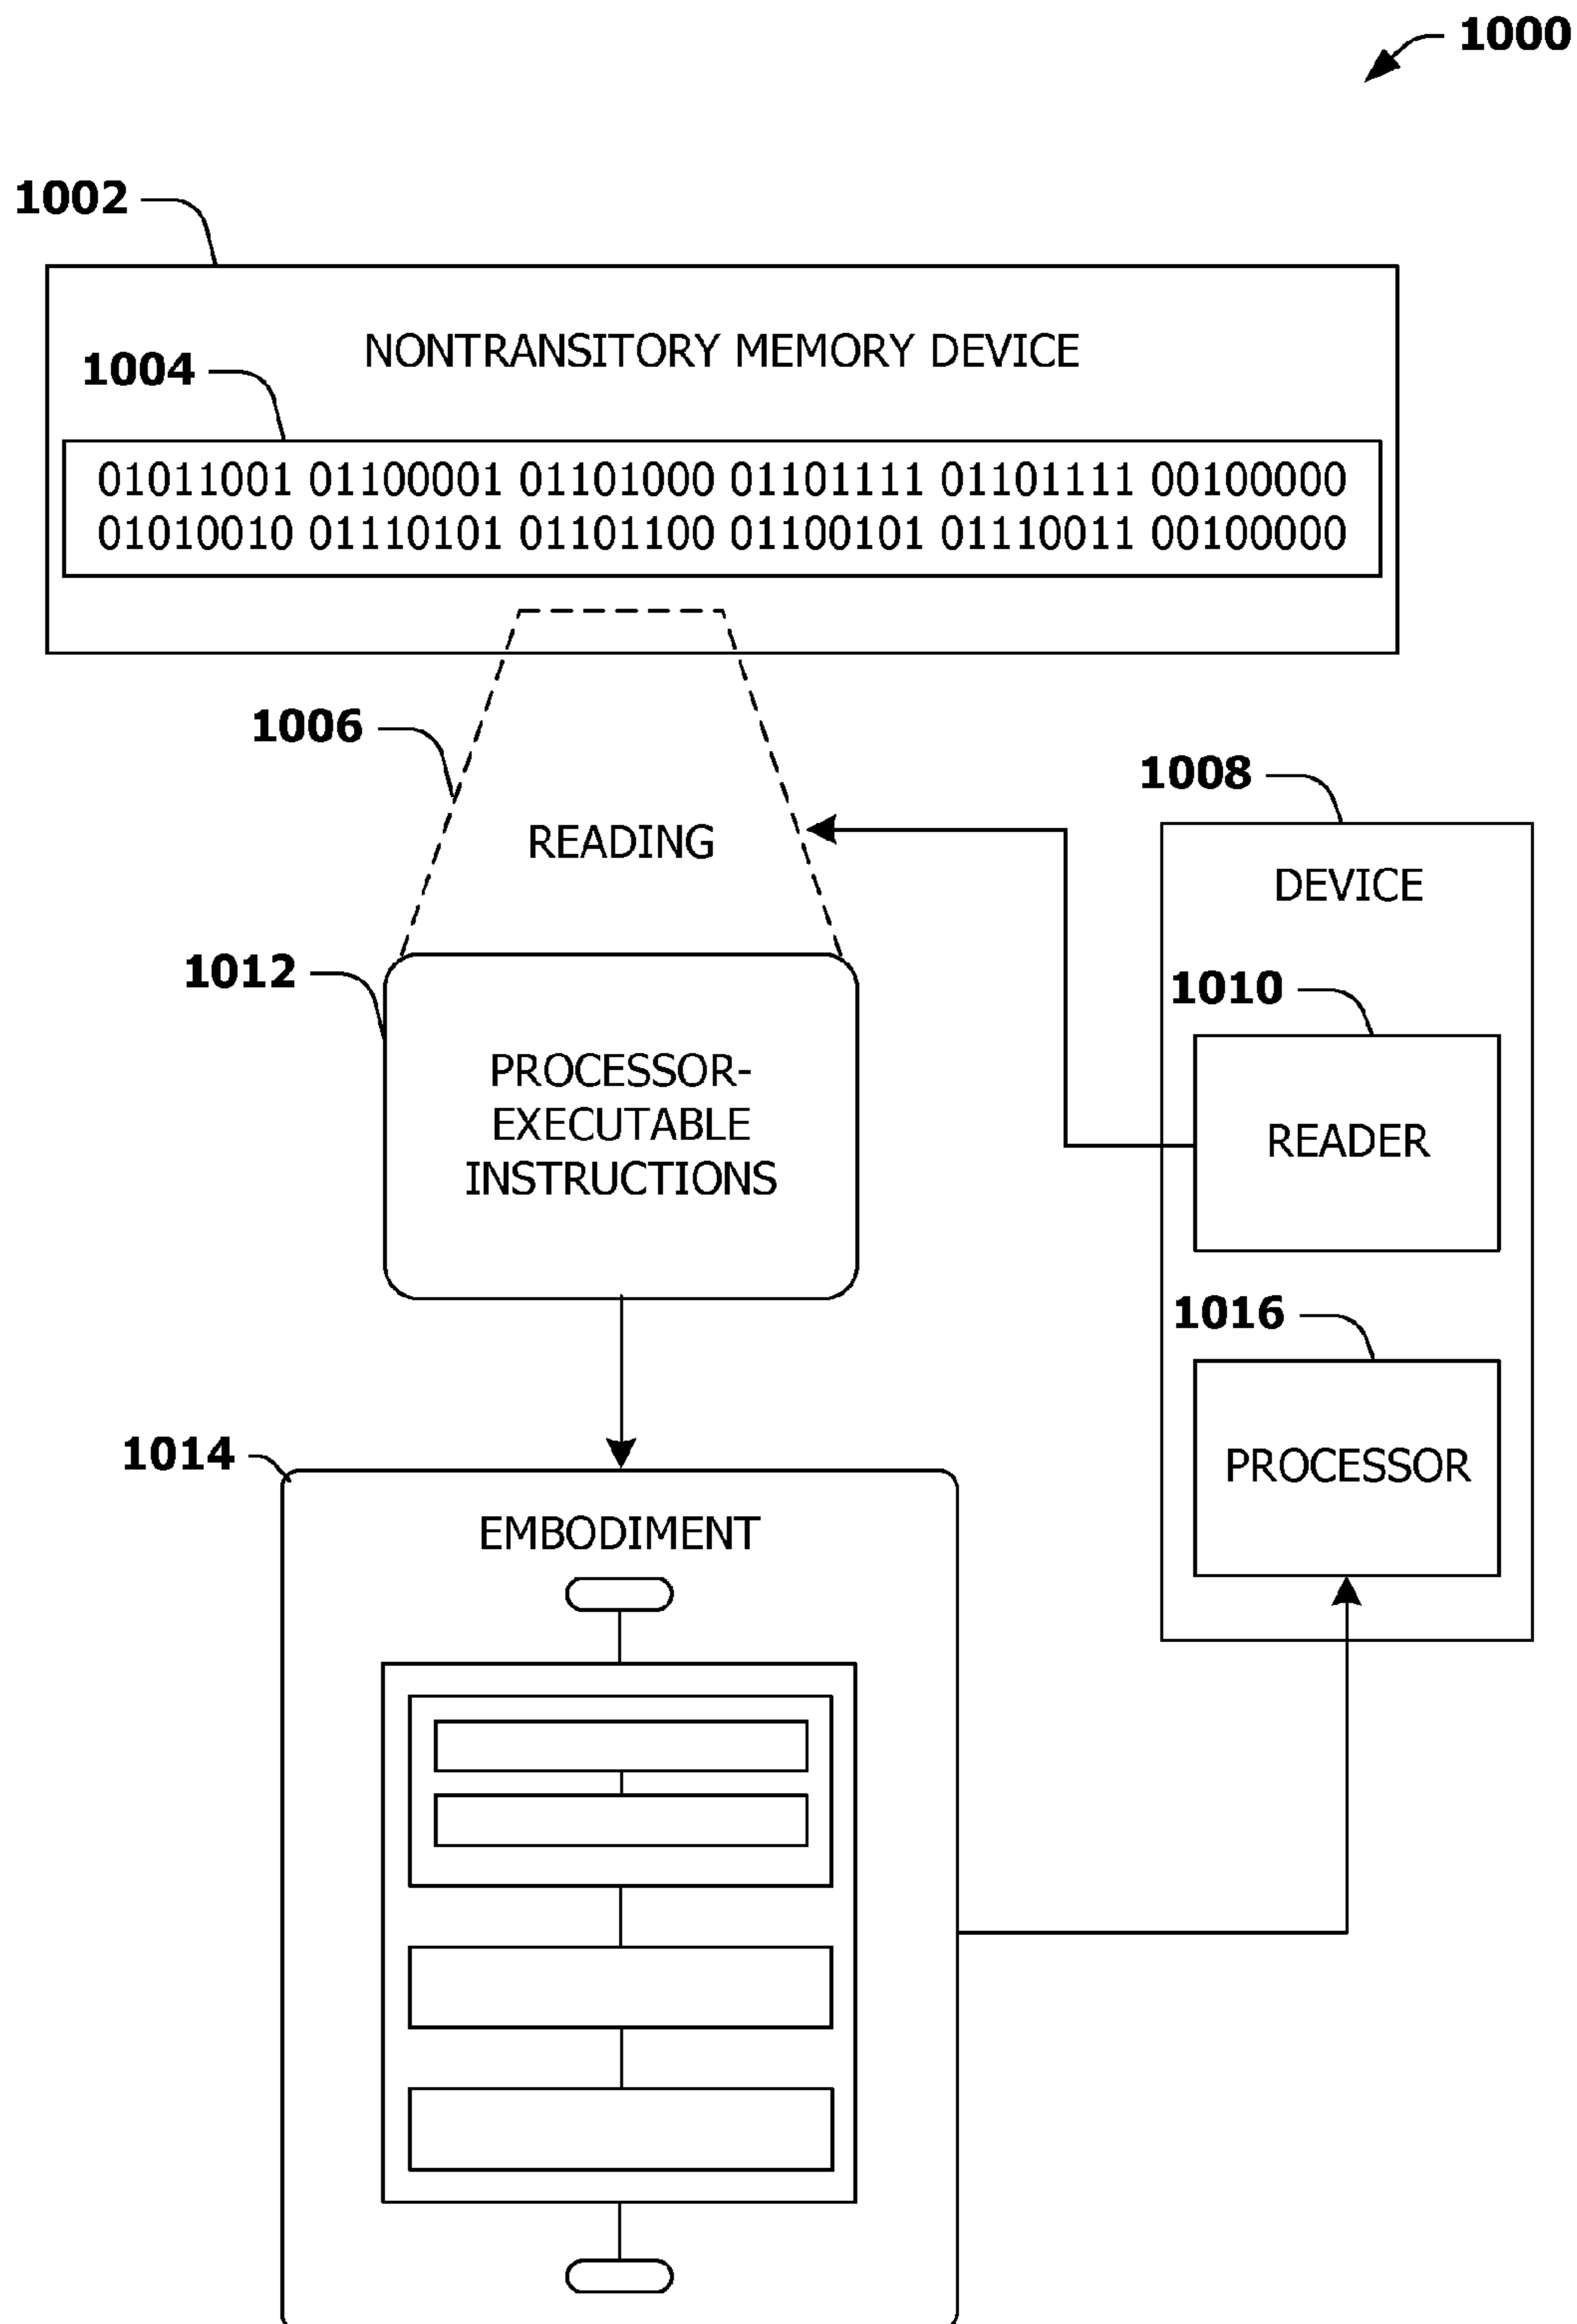 1000
1002
NONTRANSITORY MEMORY DEVICE
1004
01011001 01100001 01101000 01101111 01101111 00100000
01010010 01110101 01101100 01100101 01110011 00100000
1006
READING
1008
DEVICE
1010
READER
1012
PROCESSOR-
EXECUTABLE
INSTRUCTIONS
1016
PROCESSOR
1014
EMBODIMENT